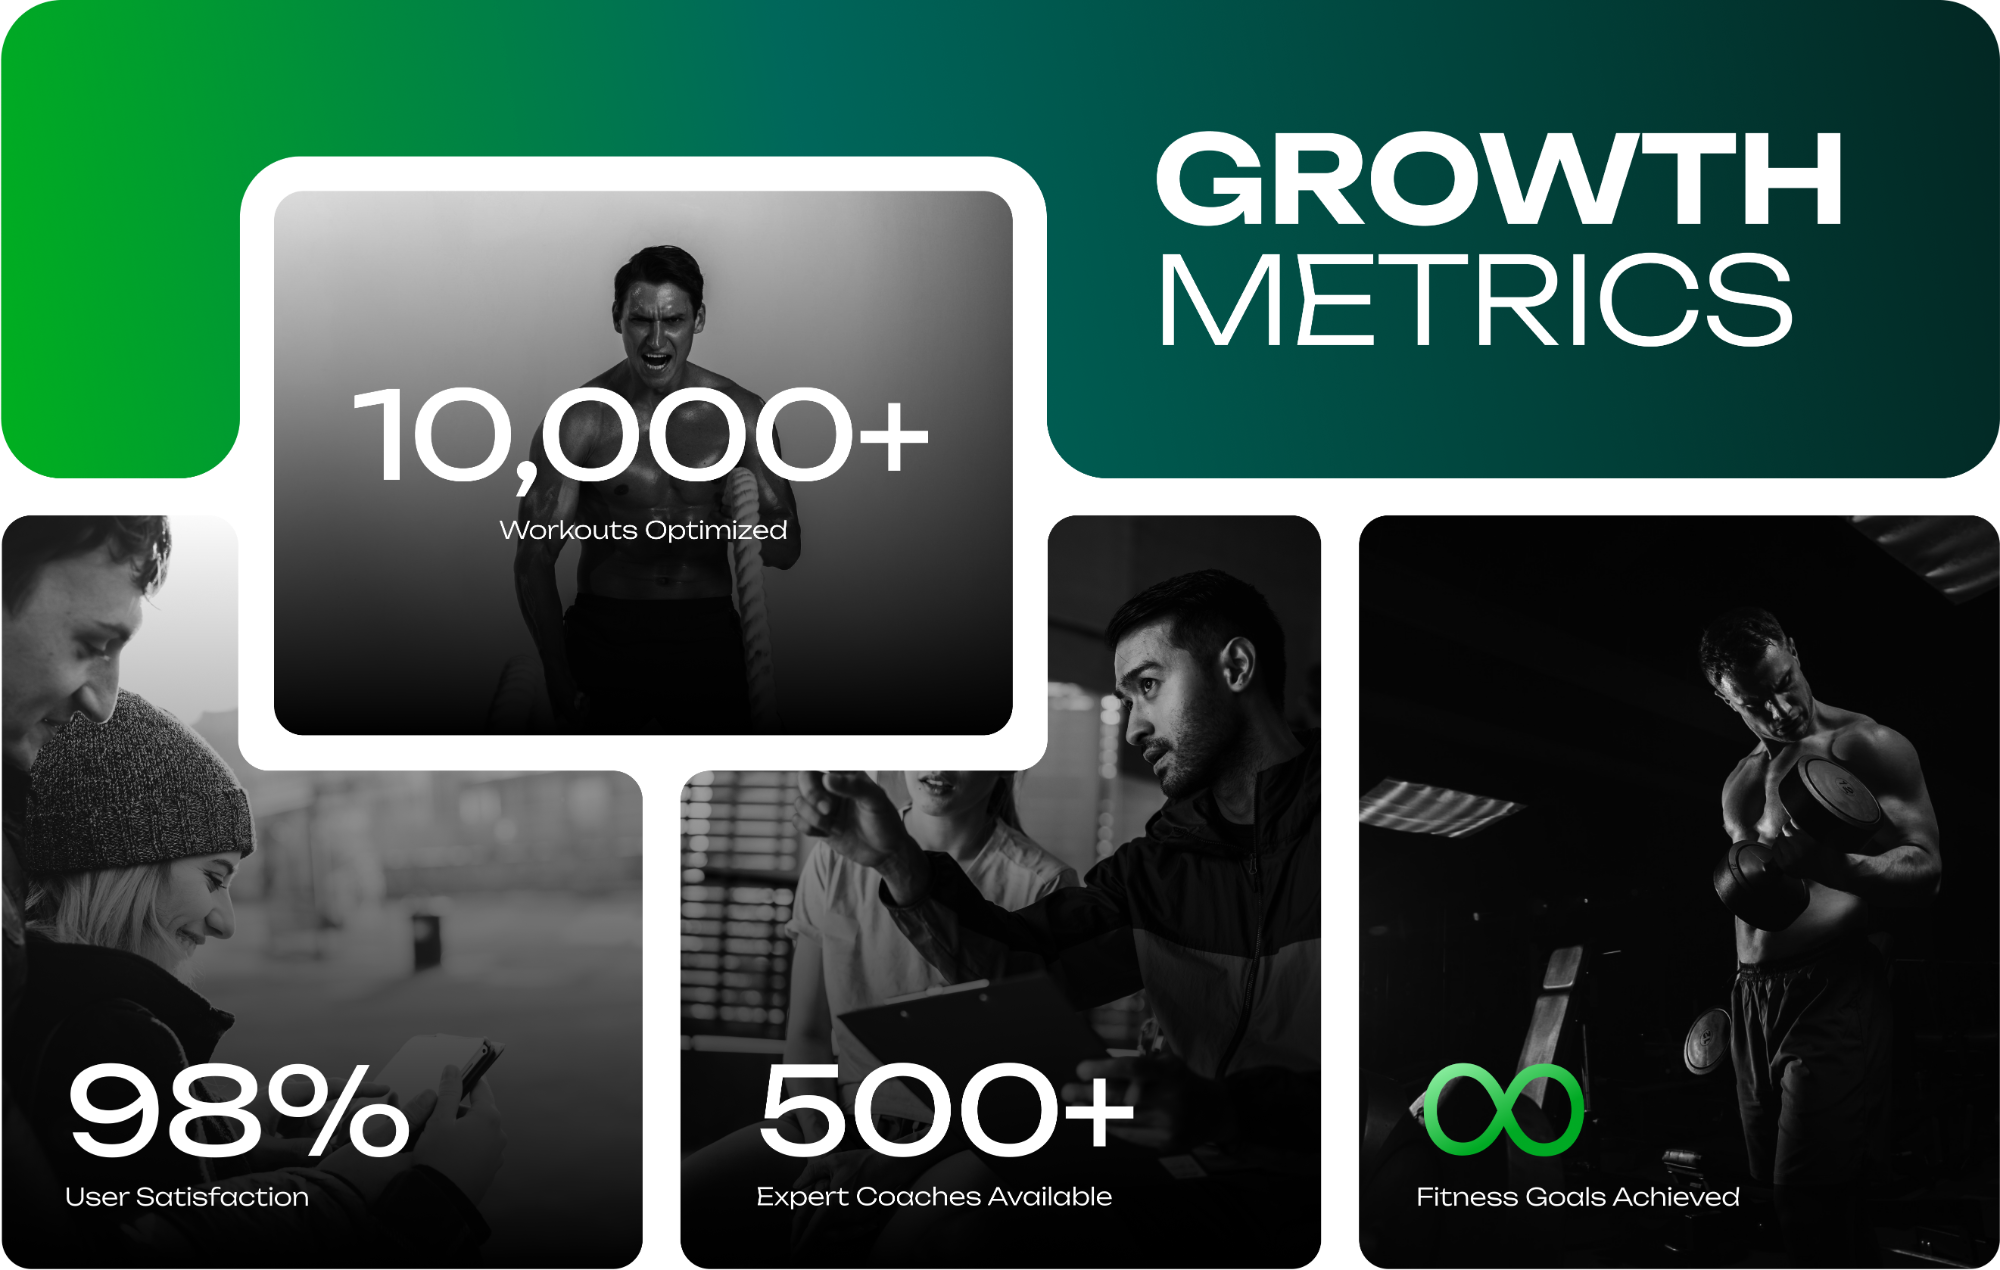 GROWTH
METRICS
10,000+
Workouts Optimized
98%
User Satisfaction
500+
Expert Coaches Available
∞
Fitness Goals Achieved